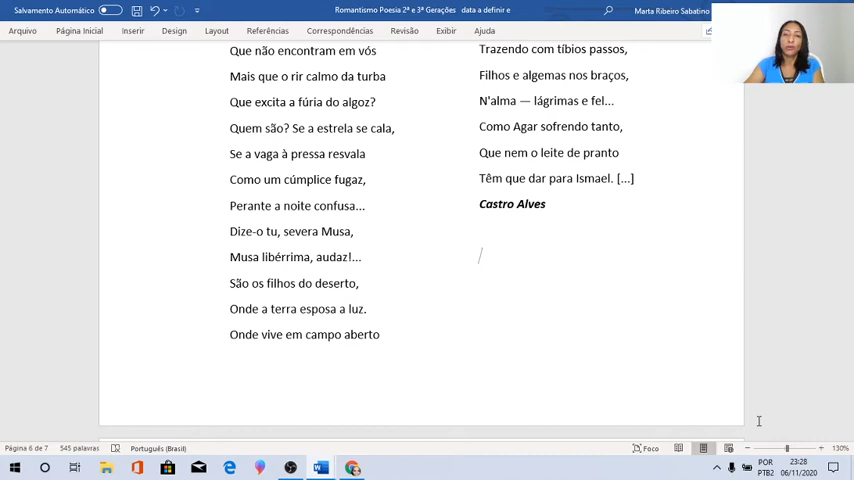 Salvamento Automático
Romantismo Poesia 2ª e 3ª Gerações   data a definir e
Marta Ribeiro Sabatino
Arquivo
Página Inicial
Inserir
Design
Layout
Referências
Correspondências
Revisão
Exibir
Ajuda
Que não encontram em vós
Mais que o rir calmo da turba
Que excita a fúria do algoz?
Quem são? Se a estrela se cala,
Se a vaga à pressa resvala
Como um cúmplice fugaz,
Perante a noite confusa...
Dize-o tu, severa Musa,
Musa libérrima, audaz!...
São os filhos do deserto,
Onde a terra esposa a luz.
Onde vive em campo aberto
Trazendo com tíbios passos,
Filhos e algemas nos braços,
N'alma — lágrimas e fel...
Como Agar sofrendo tanto,
Que nem o leite de pranto
Têm que dar para Ismael. [...]
Castro Alves
Página 6 de 7
545 palavras
Português (Brasil)
Foco
130%
POR
PTB2
23:28
06/11/2020